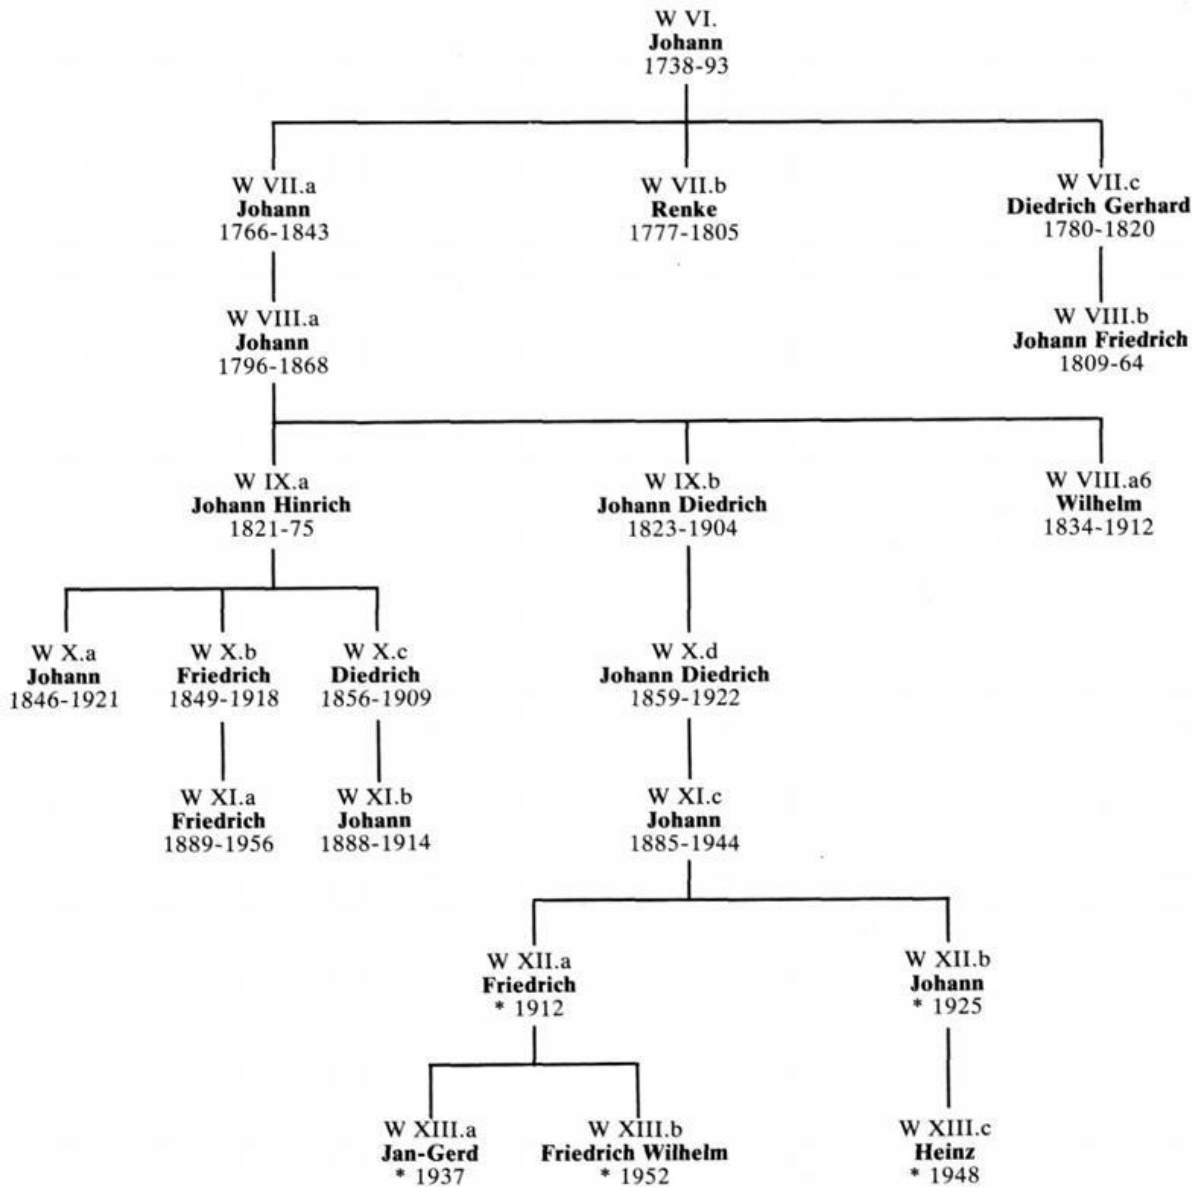 W VI.
Johann
1738-93
W VII.a
Johann
1766-1843
W VII.b
Renke
1777-1805
W VII.c
Diedrich Gerhard
1780-1820
W VIII.a
Johann
1796-1868
W VIII.b
Johann Friedrich
1809-64
W IX.a
Johann Hinrich
1821-75
W IX.b
Johann Diedrich
1823-1904
W VIII.a6
Wilhelm
1834-1912
W X.a
Johann
1846-1921
W X.b
Friedrich
1849-1918
W X.c
Diedrich
1856-1909
W X.d
Johann Diedrich
1859-1922
W XI.a
Friedrich
1889-1956
W XI.b
Johann
1888-1914
W XI.c
Johann
1885-1944
W XII.a
Friedrich
* 1912
W XII.b
Johann
* 1925
W XIII.a
Jan-Gerd
* 1937
W XIII.b
Friedrich Wilhelm
* 1952
W XIII.c
Heinz
* 1948